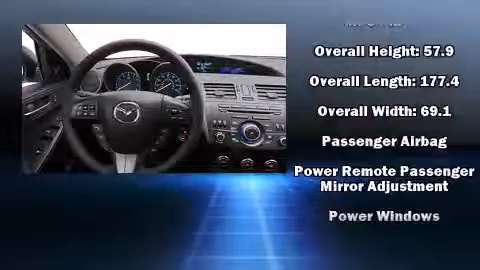 Overall Height: 57.9
Overall Length: 177.4
Overall Width: 69.1
Passenger Airbag
Power Remote Passenger
Mirror Adjustment
Power Windows